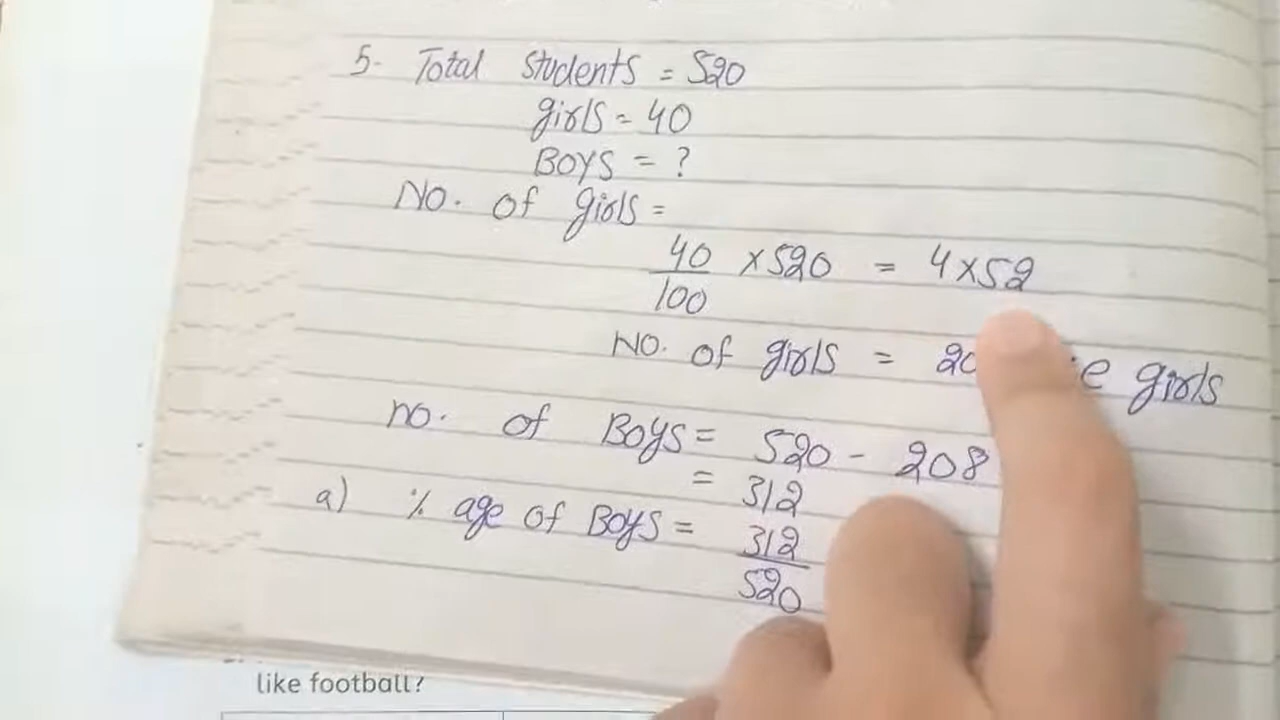 5. Total students = 520
girls = 40
Boys = ?
No. of girls =
40/100 × 520 = 4×52
No. of girls = girls
no. of Boys = 520 - 208
= 312
a) % age of Boys = 312/520
like football?